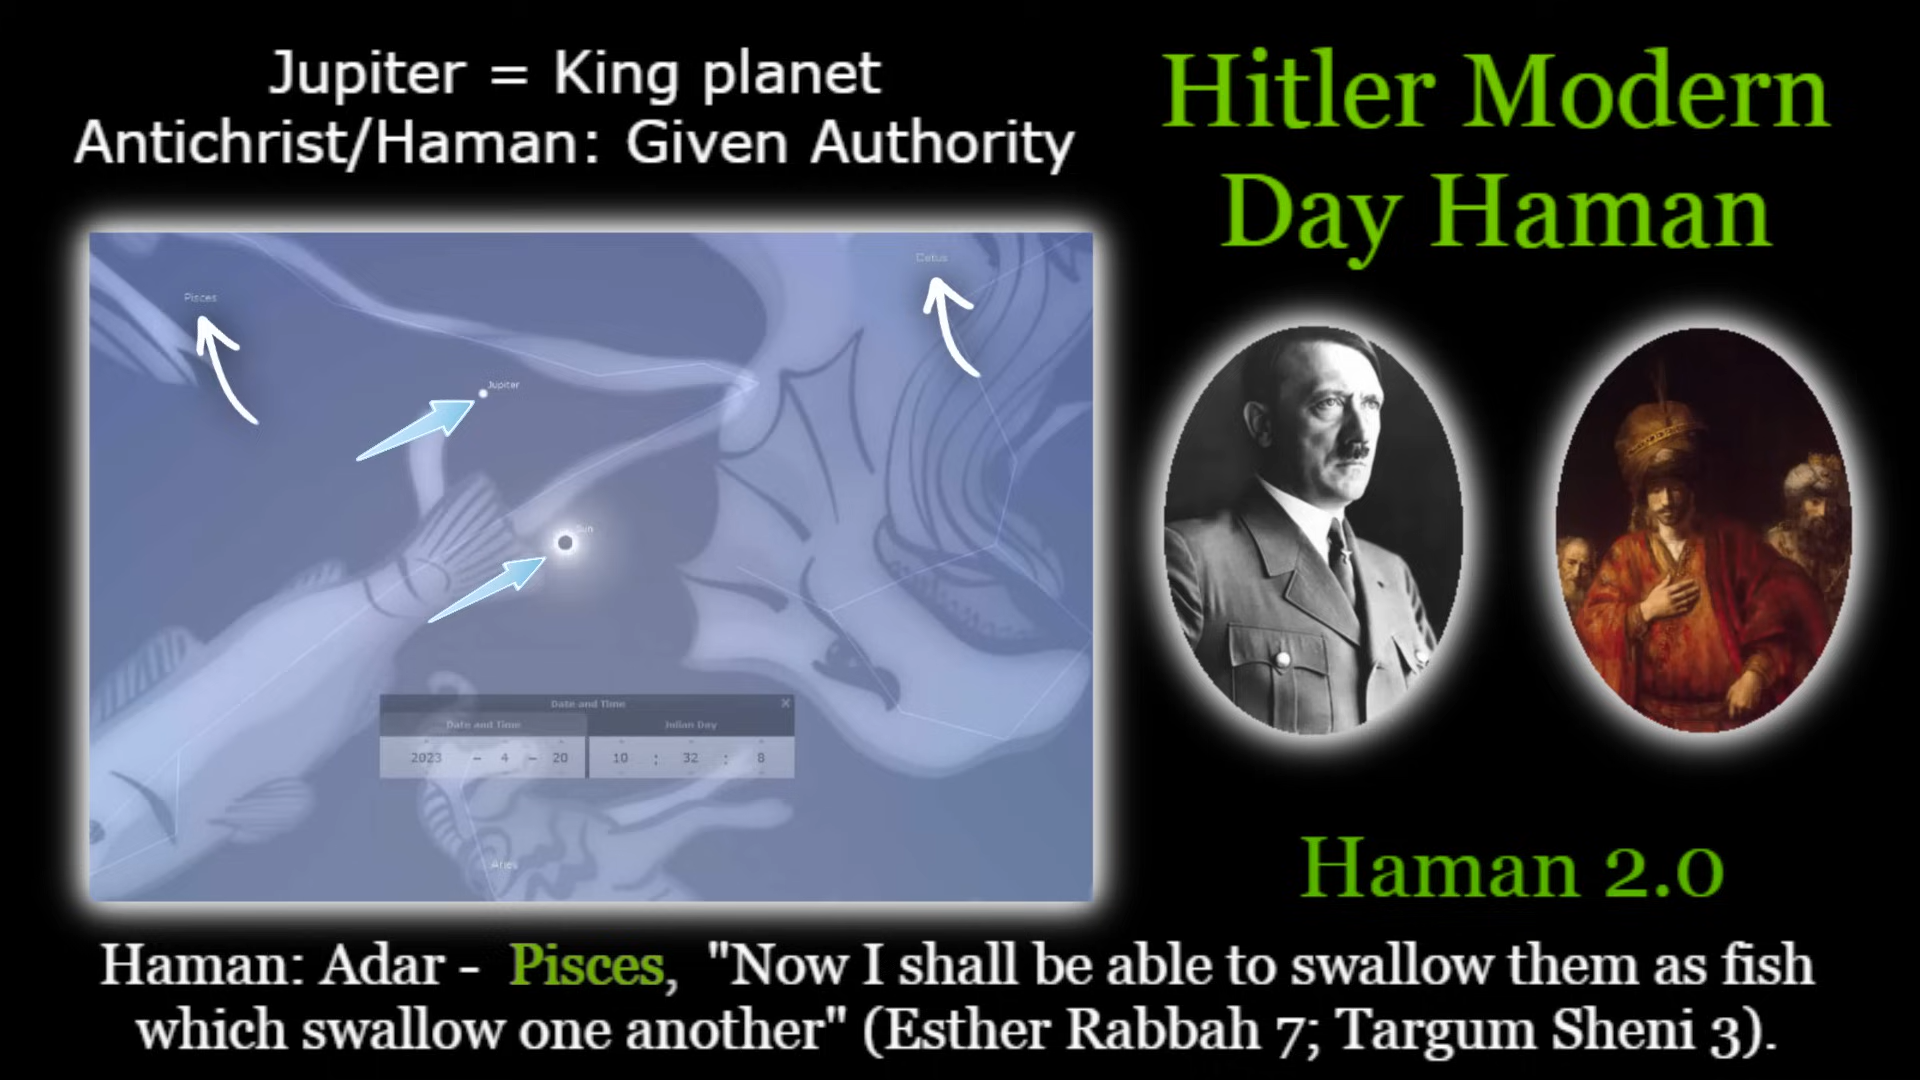 Jupiter = King planet
Antichrist/Haman: Given Authority
Hitler Modern
Day Haman
Pisces
Cetus
Jupiter
Sun
Date and Time
x
Date and Time
Julian Day
2023 - 4 - 20
10 : 32 : 8
Aries
Haman 2.0
Haman: Adar - Pisces, "Now I shall be able to swallow them as fish
which swallow one another" (Esther Rabbah 7; Targum Sheni 3).